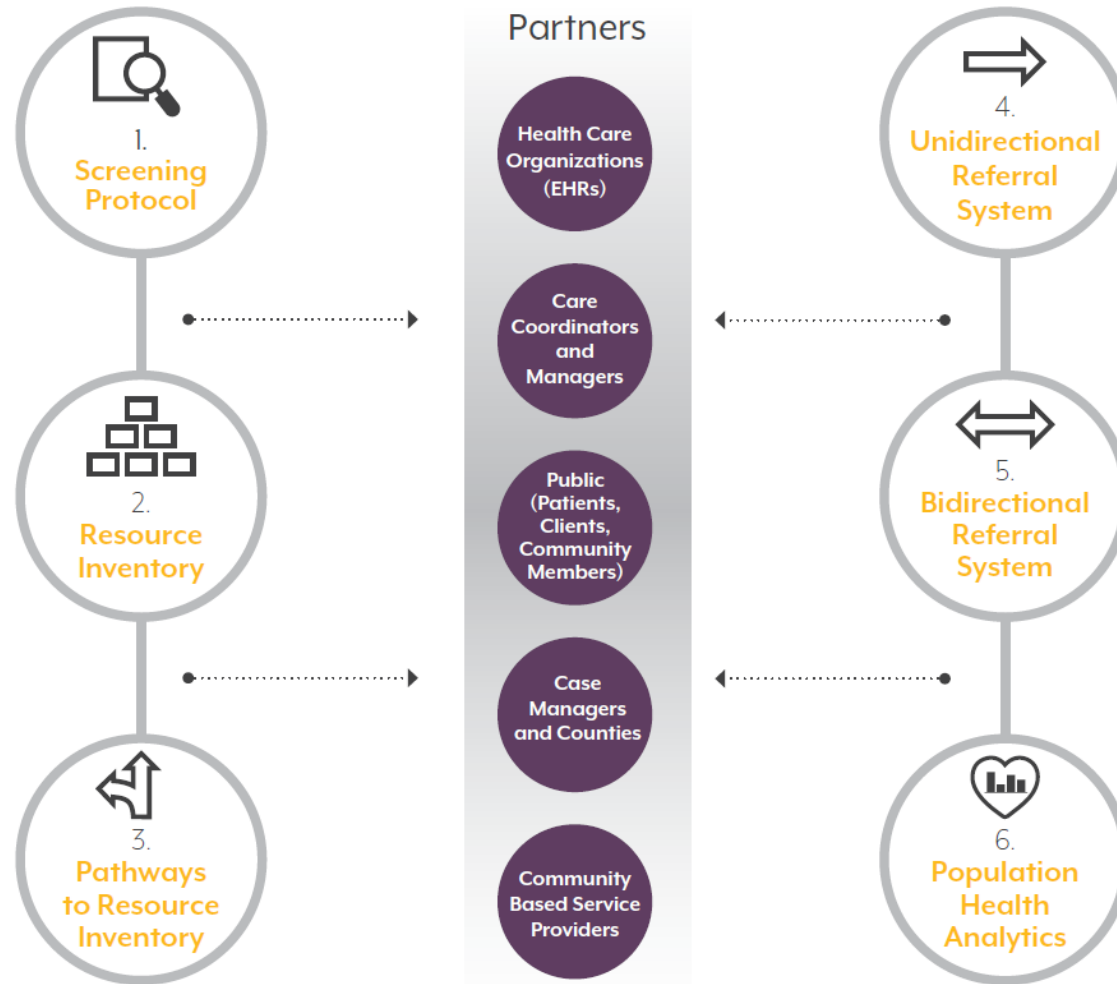 Partners
1.
Screening
Protocol
2.
Resource
Inventory
3.
Pathways
to Resource
Inventory
Health Care
Organizations
(EHRs)
Care
Coordinators
and
Managers
Public
(Patients,
Clients,
Community
Members)
Case
Managers
and Counties
Community
Based Service
Providers
4.
Unidirectional
Referral
System
5.
Bidirectional
Referral
System
6.
Population
Health
Analytics